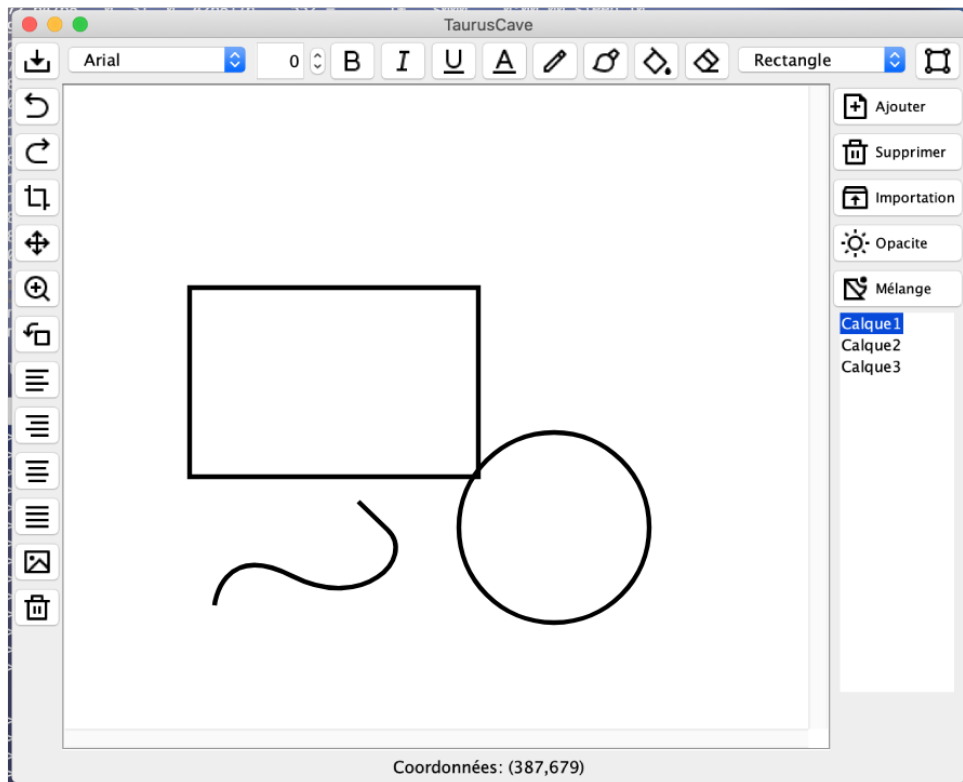 TaurusCave
Arial 0 B I U A Rectangle
Ajouter
Supprimer
Importation
Opacite
Mélange
Calque1
Calque2
Calque3
Coordonnées: (387,679)